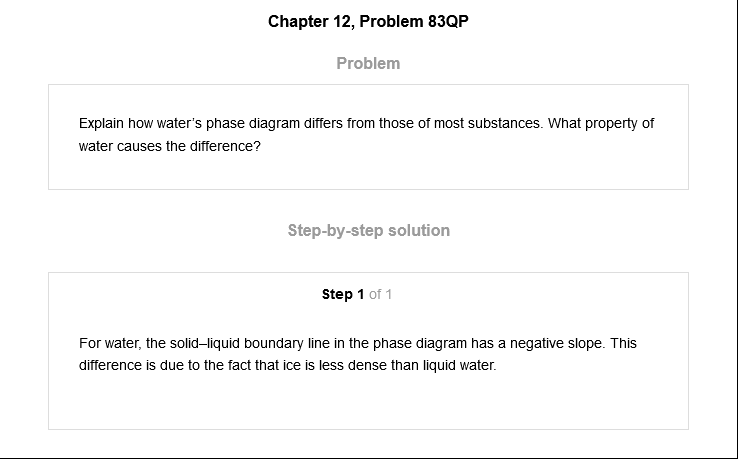 Chapter 12, Problem 83QP
Problem
Explain how water’s phase diagram differs from those of most substances. What property of
water causes the difference?
Step-by-step solution
Step 1 of 1
For water, the solid–liquid boundary line in the phase diagram has a negative slope. This
difference is due to the fact that ice is less dense than liquid water.